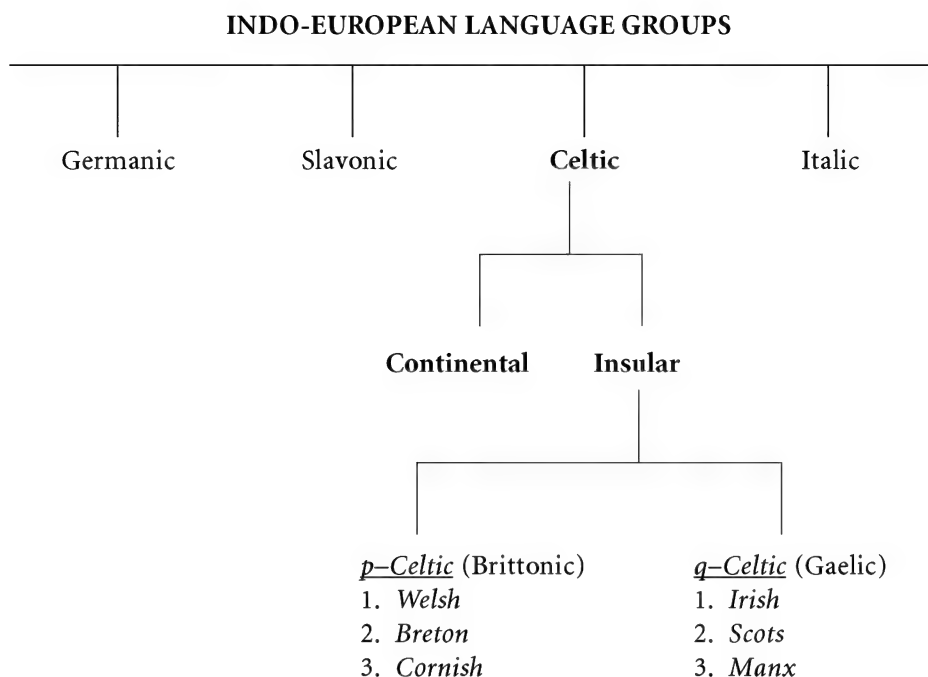 INDO-EUROPEAN LANGUAGE GROUPS
Germanic Slavonic Celtic Italic
Continental Insular
p–Celtic (Brittonic) q–Celtic (Gaelic)
1. Welsh 1. Irish
2. Breton 2. Scots
3. Cornish 3. Manx